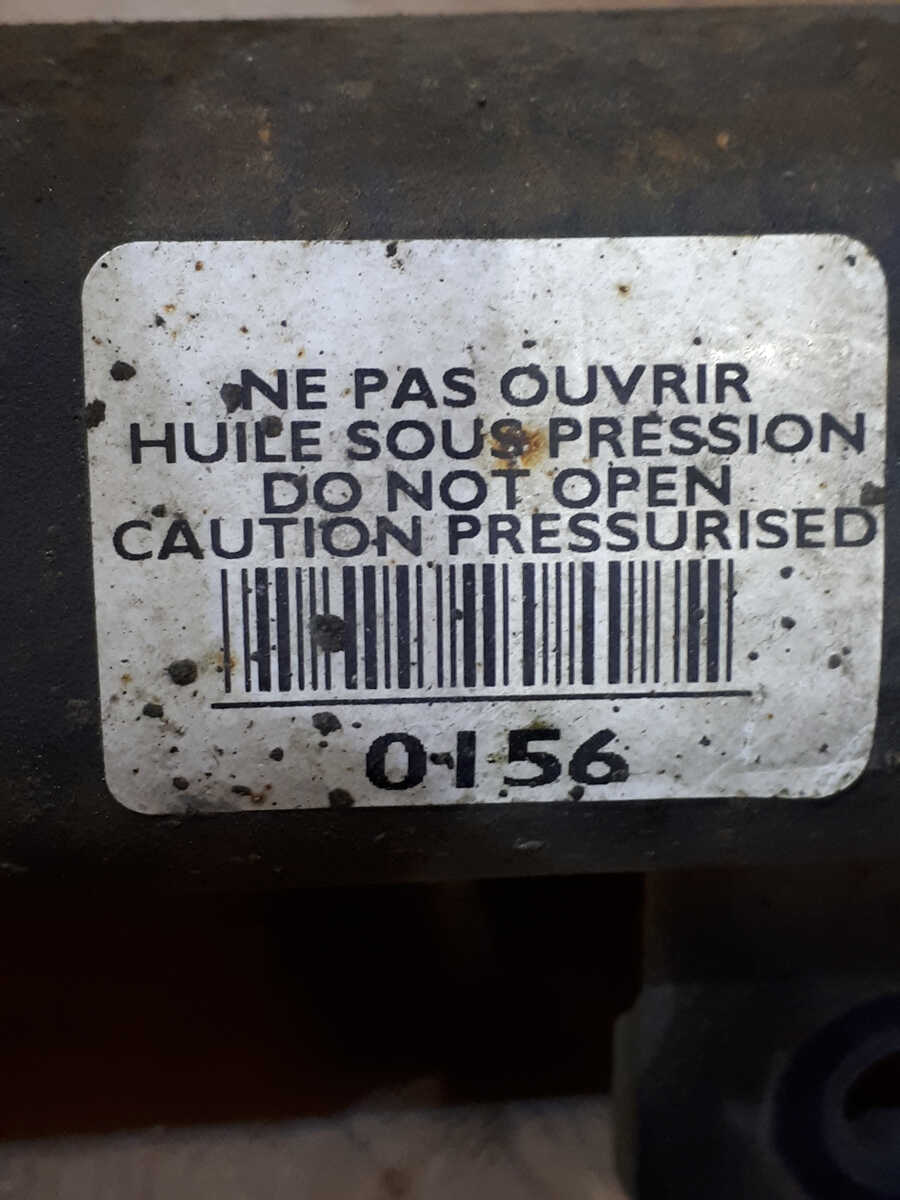 NE PAS OUVRIR
HUILE SOUS PRESSION
DO NOT OPEN
CAUTION PRESSURISED
0156